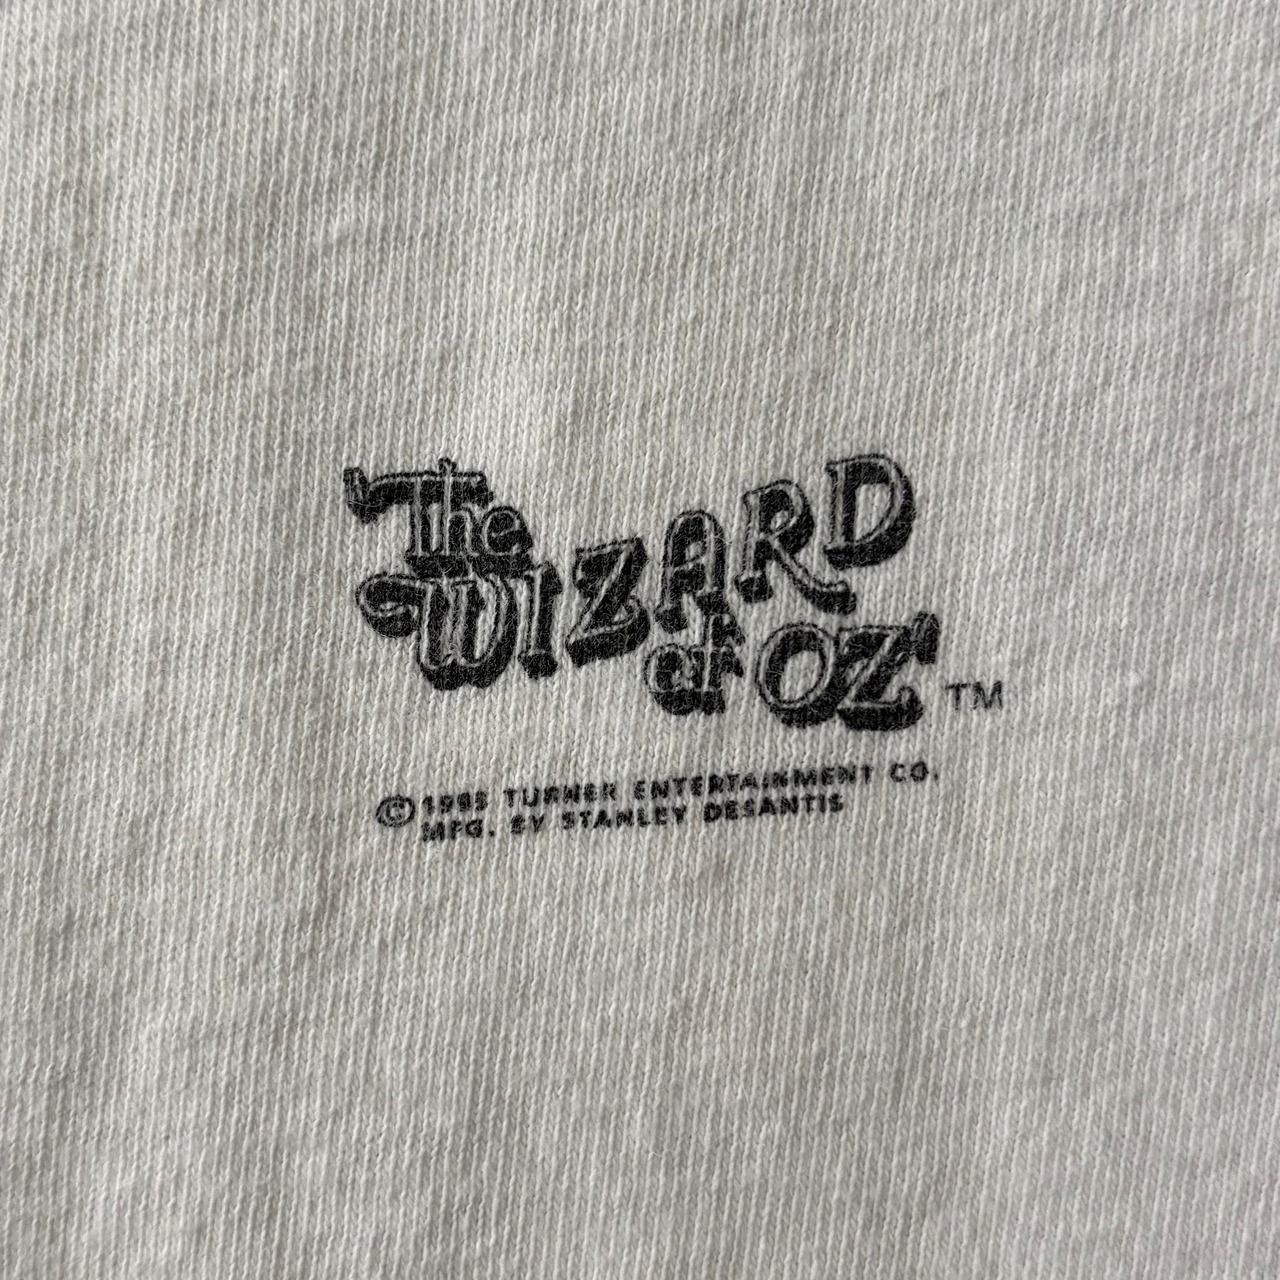 The
WIZARD
of OZ ™
© 1995 TURNER ENTERTAINMENT CO.
MFG. BY STANLEY DESANTIS